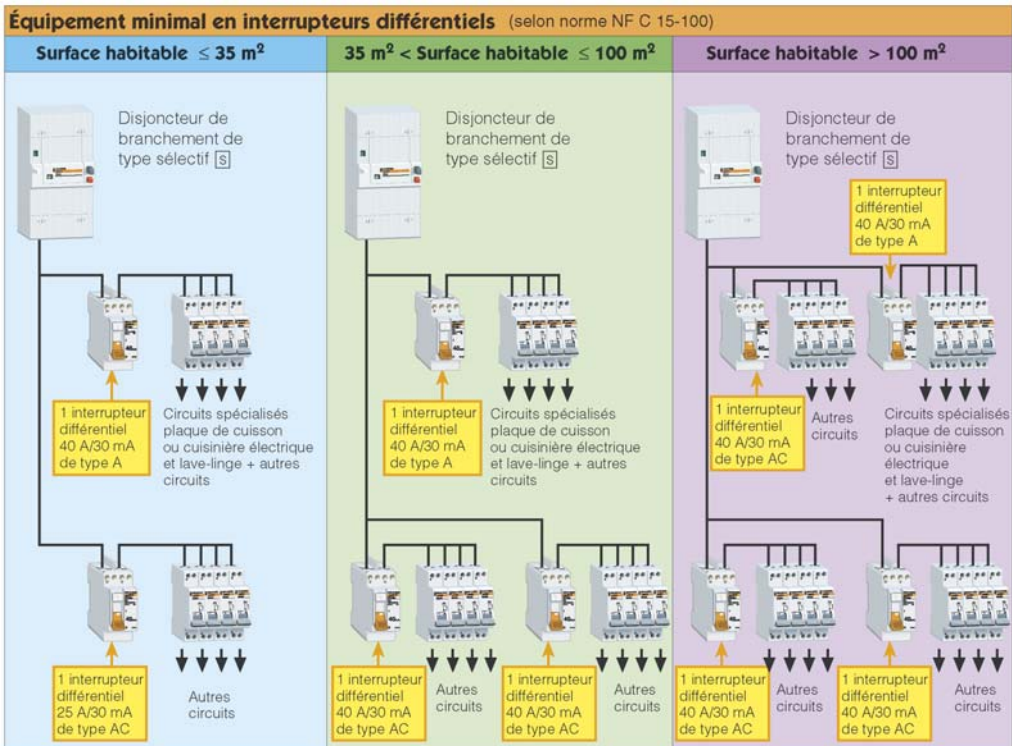 Équipement minimal en interrupteurs différentiels (selon norme NF C 15-100)
Surface habitable ≤ 35 m²
35 m² < Surface habitable ≤ 100 m²
Surface habitable > 100 m²
Disjoncteur de
branchement de
type sélectif S
1 interrupteur
différentiel
40 A/30 mA
de type A
Circuits spécialisés
plaque de cuisson
ou cuisinière électrique
et lave-linge + autres
circuits
1 interrupteur
différentiel
25 A/30 mA
de type AC
Autres
circuits
Disjoncteur de
branchement de
type sélectif S
1 interrupteur
différentiel
40 A/30 mA
de type A
Circuits spécialisés
plaque de cuisson
ou cuisinière électrique
et lave-linge + autres
circuits
1 interrupteur
différentiel
40 A/30 mA
de type AC
Autres
circuits
1 interrupteur
différentiel
40 A/30 mA
de type AC
Autres
circuits
Disjoncteur de
branchement de
type sélectif S
1 interrupteur
différentiel
40 A/30 mA
de type A
1 interrupteur
différentiel
40 A/30 mA
de type AC
Autres
circuits
Circuits spécialisés
plaque de cuisson
ou cuisinière
électrique
et lave-linge
+ autres circuits
1 interrupteur
différentiel
40 A/30 mA
de type AC
Autres
circuits
1 interrupteur
différentiel
40 A/30 mA
de type AC
Autres
circuits